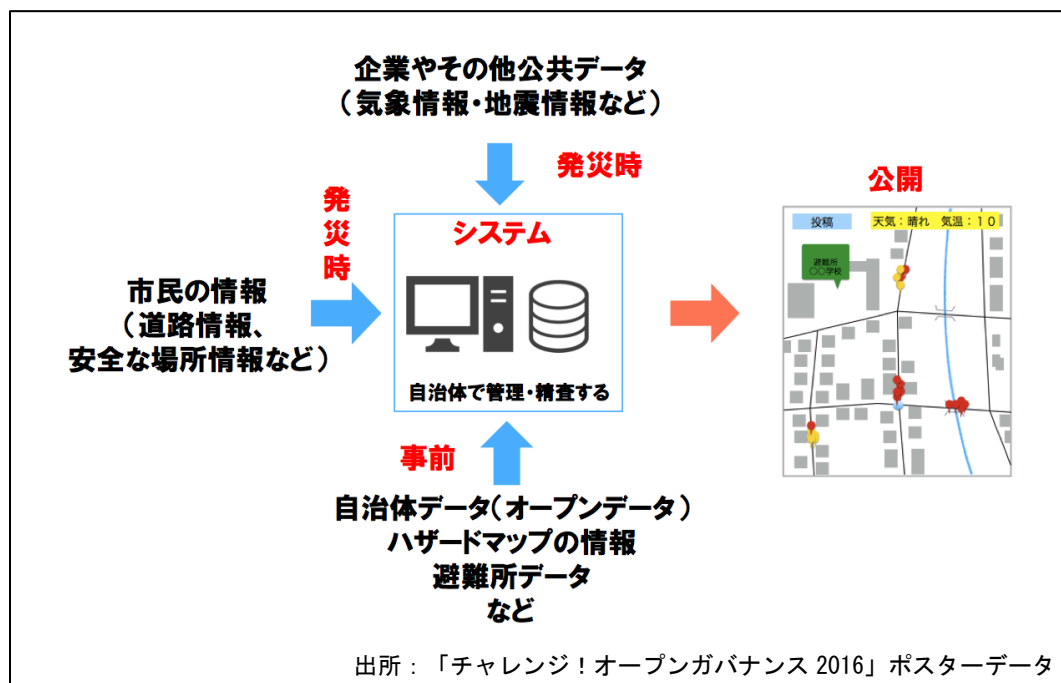 企業やその他公共データ
（気象情報・地震情報など）
発災時
公開
発災時
システム
投稿
天気：晴れ 気温：１０
避難所
○○学校
市民の情報
（道路情報、
安全な場所情報など）
自治体で管理・精査する
事前
自治体データ（オープンデータ）
ハザードマップの情報
避難所データ
など
出所：「チャレンジ！オープンガバナンス 2016」ポスターデータ